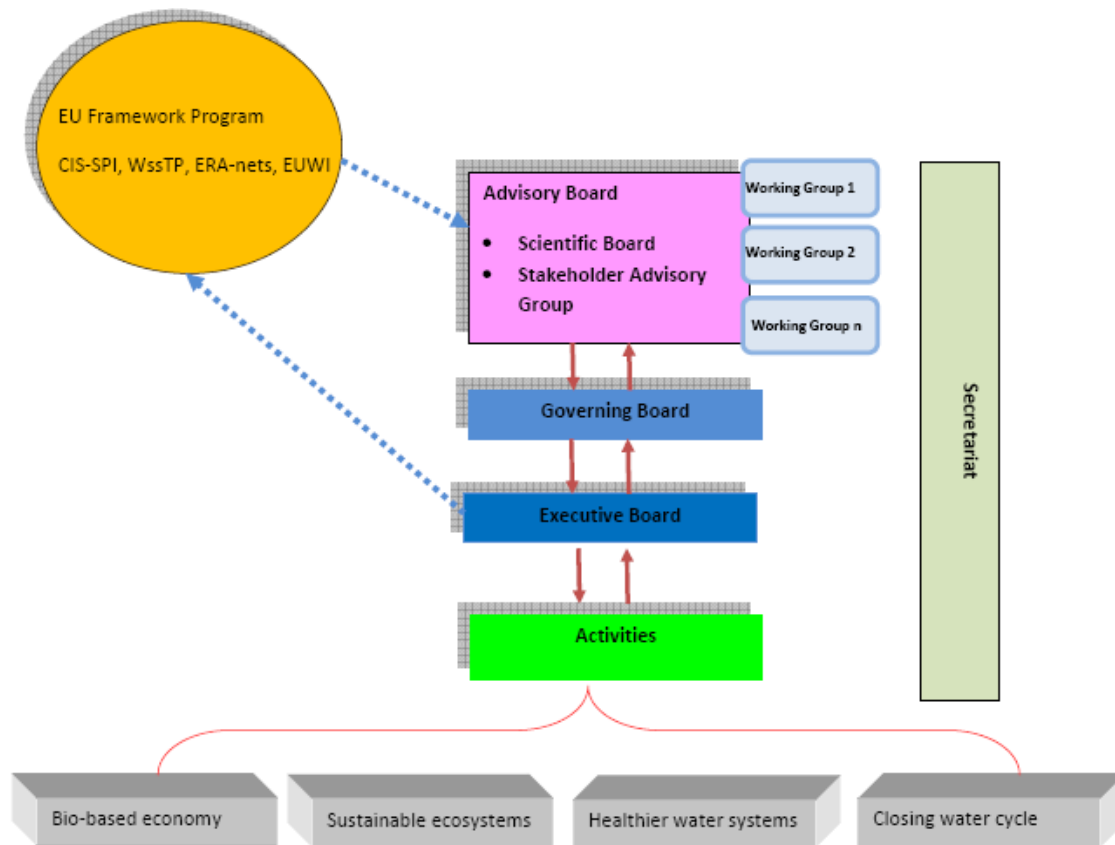 EU Framework Program
CIS-SPI, WssTP, ERA-nets, EUWI
Advisory Board
• Scientific Board
• Stakeholder Advisory
Group
Working Group 1
Working Group 2
Working Group n
Governing Board
Executive Board
Activities
Secretariat
Bio-based economy
Sustainable ecosystems
Healthier water systems
Closing water cycle